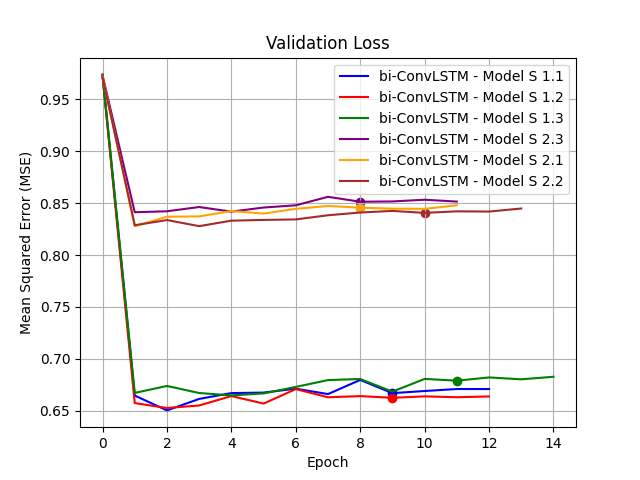 Validation Loss
bi-ConvLSTM - Model S 1.1
bi-ConvLSTM - Model S 1.2
bi-ConvLSTM - Model S 1.3
bi-ConvLSTM - Model S 2.3
bi-ConvLSTM - Model S 2.1
bi-ConvLSTM - Model S 2.2
Mean Squared Error (MSE)
0.95
0.90
0.85
0.80
0.75
0.70
0.65
0 2 4 6 8 10 12 14
Epoch